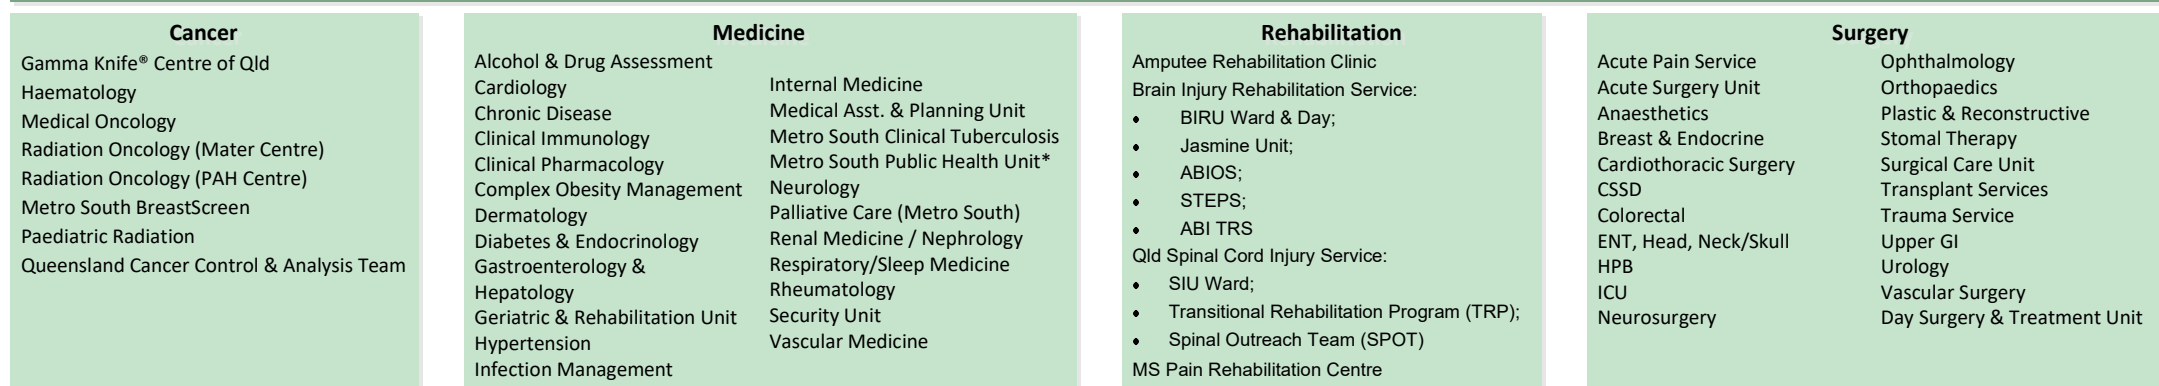 Cancer
Gamma Knife® Centre of Qld
Haematology
Medical Oncology
Radiation Oncology (Mater Centre)
Radiation Oncology (PAH Centre)
Metro South BreastScreen
Paediatric Radiation
Queensland Cancer Control & Analysis Team
Medicine
Alcohol & Drug Assessment
Cardiology
Chronic Disease
Clinical Immunology
Clinical Pharmacology
Complex Obesity Management
Dermatology
Diabetes & Endocrinology
Gastroenterology &
Hepatology
Geriatric & Rehabilitation Unit
Hypertension
Infection Management
Internal Medicine
Medical Asst. & Planning Unit
Metro South Clinical Tuberculosis
Metro South Public Health Unit*
Neurology
Palliative Care (Metro South)
Renal Medicine / Nephrology
Respiratory/Sleep Medicine
Rheumatology
Security Unit
Vascular Medicine
Rehabilitation
Amputee Rehabilitation Clinic
Brain Injury Rehabilitation Service:
• BIRU Ward & Day;
• Jasmine Unit;
• ABIOS;
• STEPS;
• ABI TRS
Qld Spinal Cord Injury Service:
• SIU Ward;
• Transitional Rehabilitation Program (TRP);
• Spinal Outreach Team (SPOT)
MS Pain Rehabilitation Centre
Surgery
Acute Pain Service
Acute Surgery Unit
Anaesthetics
Breast & Endocrine
Cardiothoracic Surgery
CSSD
Colorectal
ENT, Head, Neck/Skull
HPB
ICU
Neurosurgery
Ophthalmology
Orthopaedics
Plastic & Reconstructive
Stomal Therapy
Surgical Care Unit
Transplant Services
Trauma Service
Upper GI
Urology
Vascular Surgery
Day Surgery & Treatment Unit